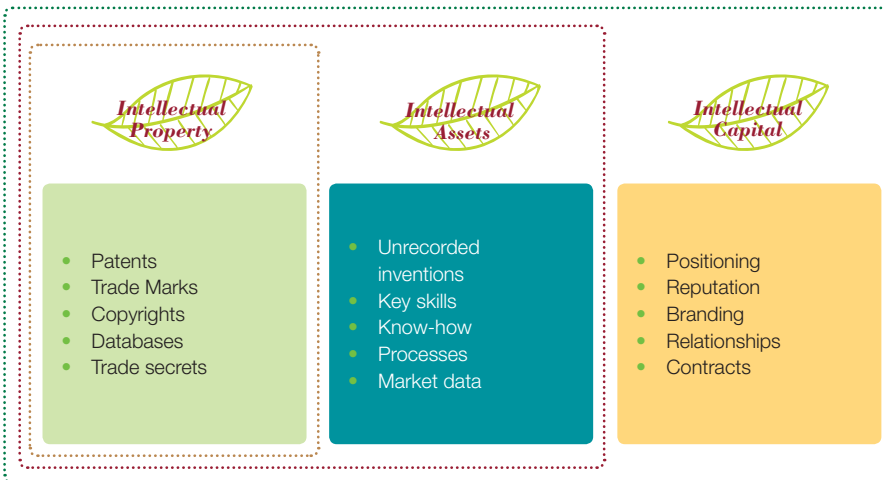 Intellectual
Property
Patents
Trade Marks
Copyrights
Databases
Trade secrets
Intellectual
Assets
Unrecorded
inventions
Key skills
Know-how
Processes
Market data
Intellectual
Capital
Positioning
Reputation
Branding
Relationships
Contracts